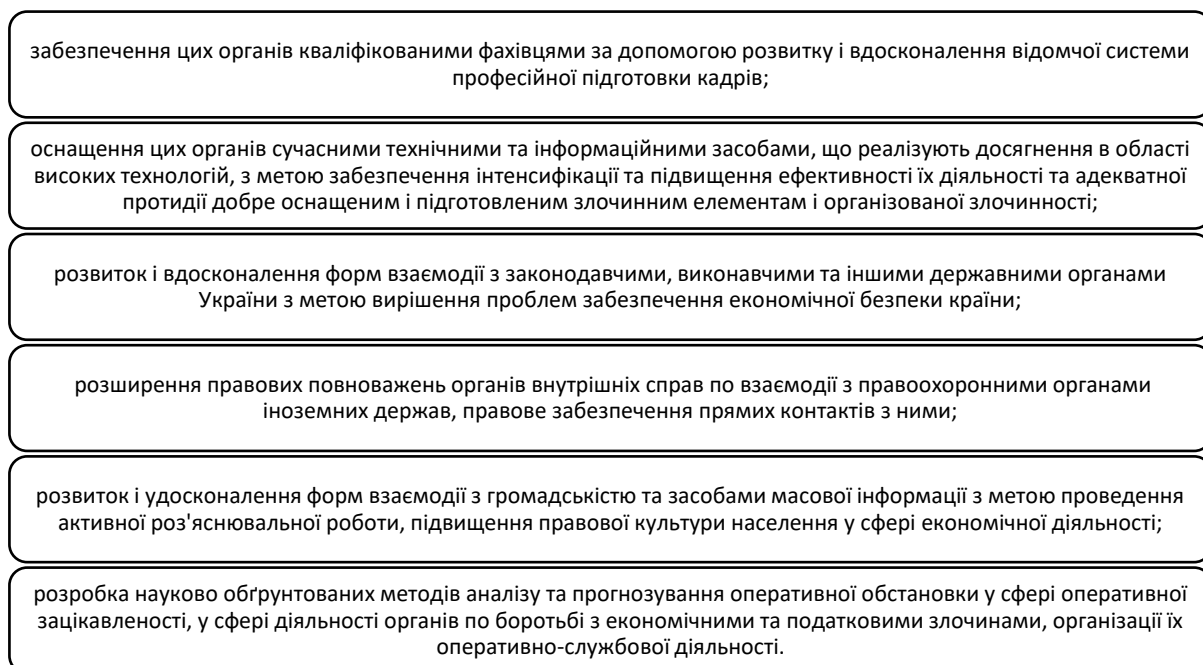 забезпечення цих органів кваліфікованими фахівцями за допомогою розвитку і вдосконалення відомчої системи
професійної підготовки кадрів;
оснащення цих органів сучасними технічними та інформаційними засобами, що реалізують досягнення в області
високих технологій, з метою забезпечення інтенсифікації та підвищення ефективності їх діяльності та адекватної
протидії добре оснащеним і підготовленим злочинним елементам і організованої злочинності;
розвиток і вдосконалення форм взаємодії з законодавчими, виконавчими та іншими державними органами
України з метою вирішення проблем забезпечення економічної безпеки країни;
розширення правових повноважень органів внутрішніх справ по взаємодії з правоохоронними органами
іноземних держав, правове забезпечення прямих контактів з ними;
розвиток і удосконалення форм взаємодії з громадськістю та засобами масової інформації з метою проведення
активної роз'яснювальної роботи, підвищення правової культури населення у сфері економічної діяльності;
розробка науково обґрунтованих методів аналізу та прогнозування оперативної обстановки у сфері оперативної
зацікавленості, у сфері діяльності органів по боротьбі з економічними та податковими злочинами, організації їх
оперативно-службової діяльності.